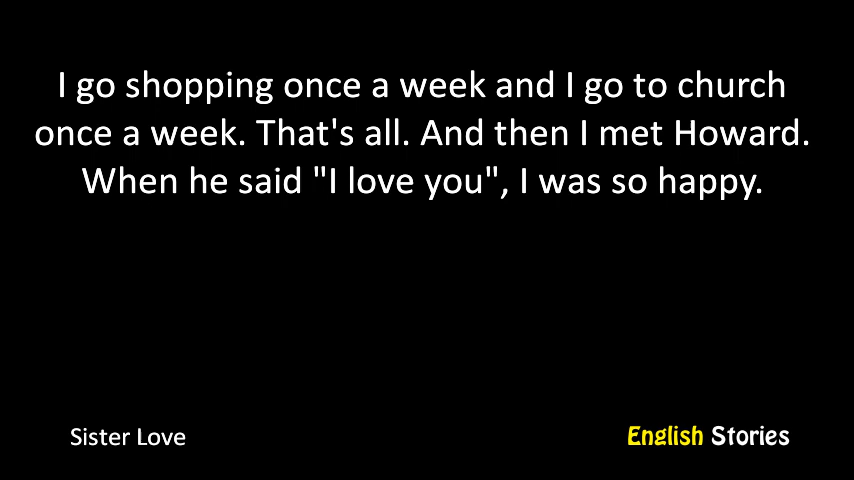 I go shopping once a week and I go to church
once a week. That's all. And then I met Howard.
When he said "I love you", I was so happy.
Sister Love
English Stories